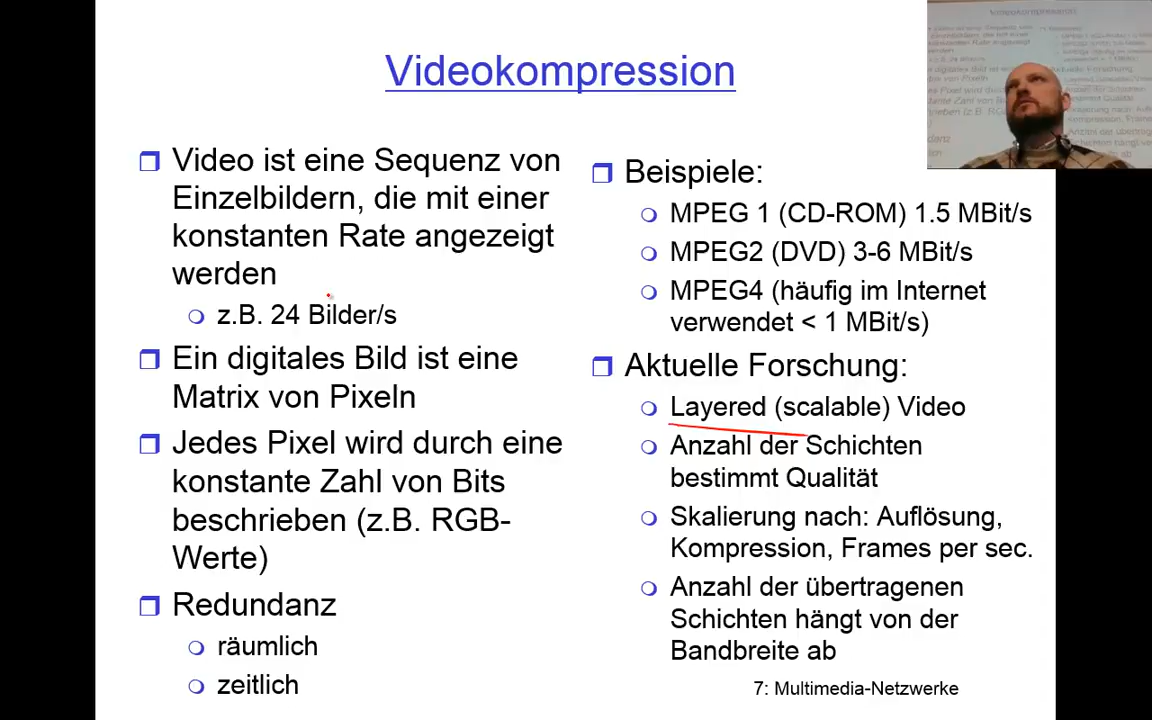 Videokompression
Video ist eine Sequenz von
Einzelbildern, die mit einer
konstanten Rate angezeigt
werden
z.B. 24 Bilder/s
Ein digitales Bild ist eine
Matrix von Pixeln
Jedes Pixel wird durch eine
konstante Zahl von Bits
beschrieben (z.B. RGB-
Werte)
Redundanz
räumlich
zeitlich
Beispiele:
MPEG 1 (CD-ROM) 1.5 MBit/s
MPEG2 (DVD) 3-6 MBit/s
MPEG4 (häufig im Internet
verwendet < 1 MBit/s)
Aktuelle Forschung:
Layered (scalable) Video
Anzahl der Schichten
bestimmt Qualität
Skalierung nach: Auflösung,
Kompression, Frames per sec.
Anzahl der übertragenen
Schichten hängt von der
Bandbreite ab
7: Multimedia-Netzwerke